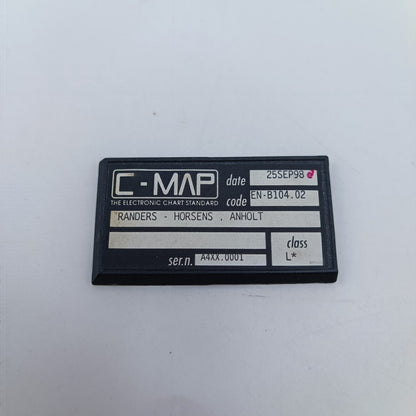 C-MAP
THE ELECTRONIC CHART STANDARD
date 25SEP98
code EN-B104.02
RANDERS - HORSENS , ANHOLT
class
L*
ser.n. A4XX.0001